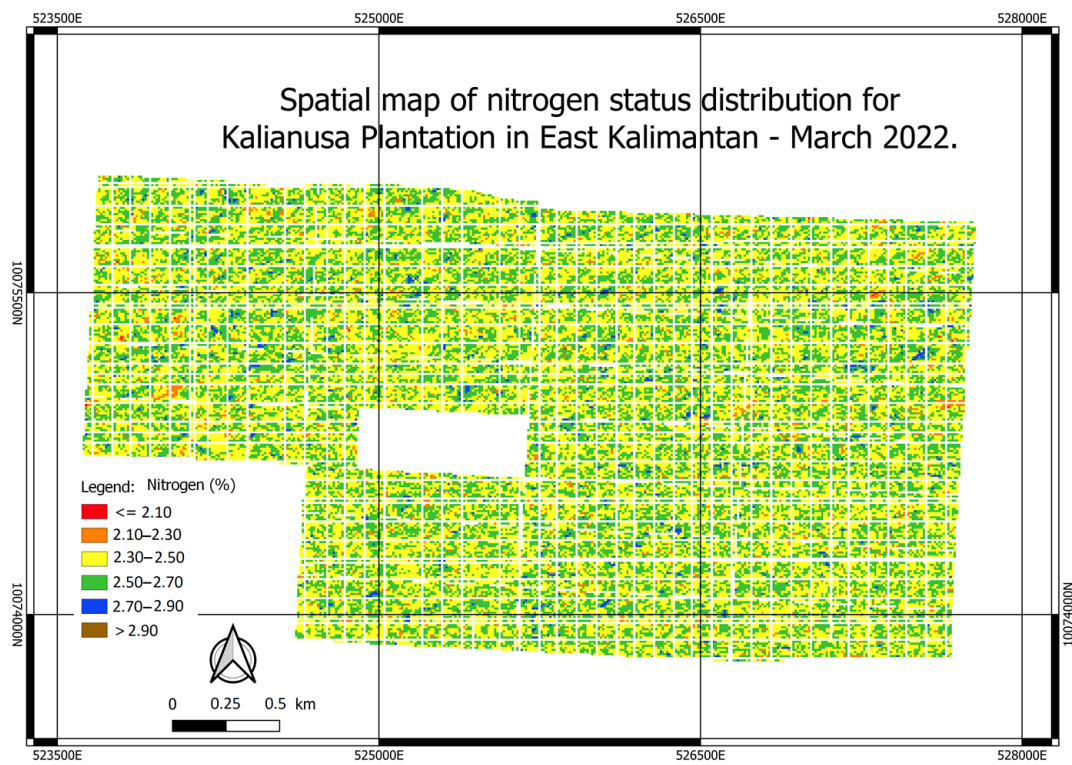 523500E 525000E 526500E 528000E
Spatial map of nitrogen status distribution for
Kalianusa Plantation in East Kalimantan - March 2022.
10075500N
10075500N
Legend: Nitrogen (%)
<= 2.10
2.10–2.30
2.30–2.50
2.50–2.70
2.70–2.90
> 2.90
10074000N
10074000N
0 0.25 0.5 km
523500E 525000E 526500E 528000E